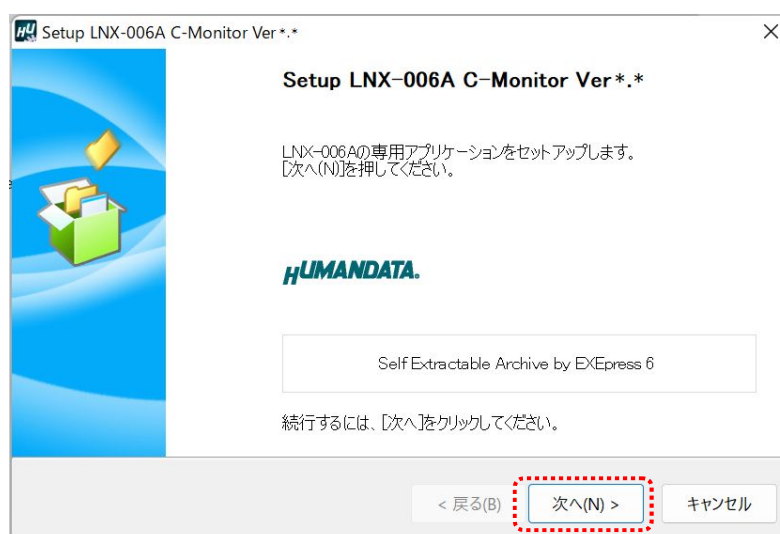 Setup LNX-006A C-Monitor Ver*.*
Setup LNX-006A C-Monitor Ver*.*
LNX-006Aの専用アプリケーションをセットアップします。
[次へ(N)]を押してください。
HUMANDATA.
Self Extractable Archive by EXEpress 6
続行するには、[次へ]をクリックしてください。
< 戻る(B) 次へ(N) > キャンセル